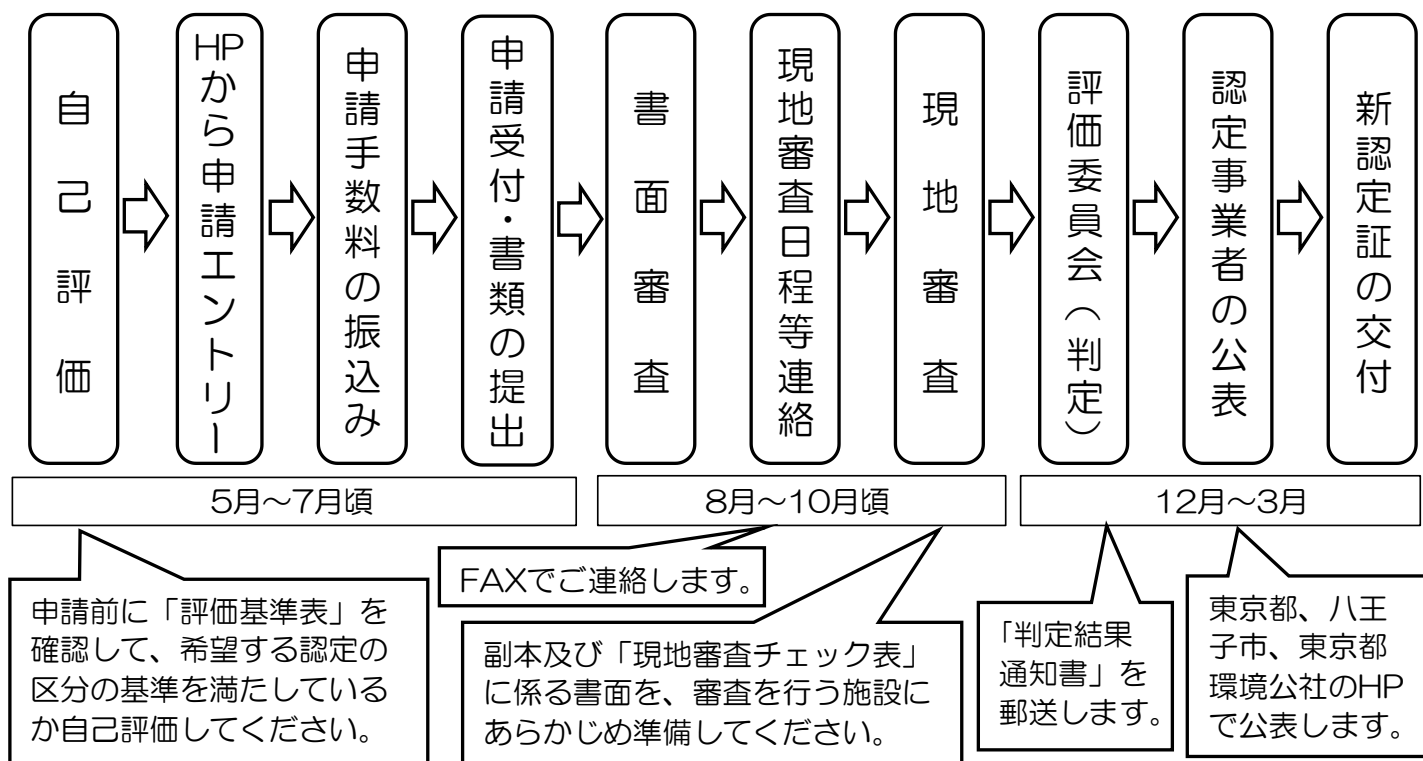 自己評価
HPから申請エントリー
申請手数料の振込み
申請受付・書類の提出
書面審査
現地審査日程等連絡
現地審査
評価委員会（判定）
認定事業者の公表
新認定証の交付
5月～7月頃
8月～10月頃
12月～3月
申請前に「評価基準表」を
確認して、希望する認定の
区分の基準を満たしている
か自己評価してください。
FAXでご連絡します。
副本及び「現地審査チェック表」
に係る書面を、審査を行う施設に
あらかじめ準備してください。
「判定結果
通知書」を
郵送します。
東京都、八王
子市、東京都
環境公社のHP
で公表します。